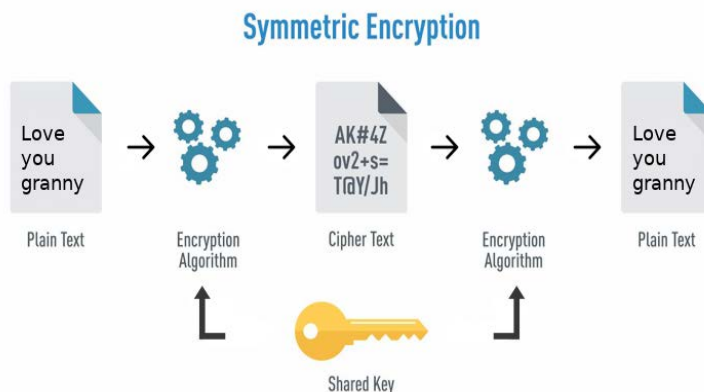 Symmetric Encryption
Love
you
granny
AK#4Z
ov2+s=
T@Y/Jh
Love
you
granny
Plain Text
Encryption
Algorithm
Cipher Text
Encryption
Algorithm
Plain Text
Shared Key